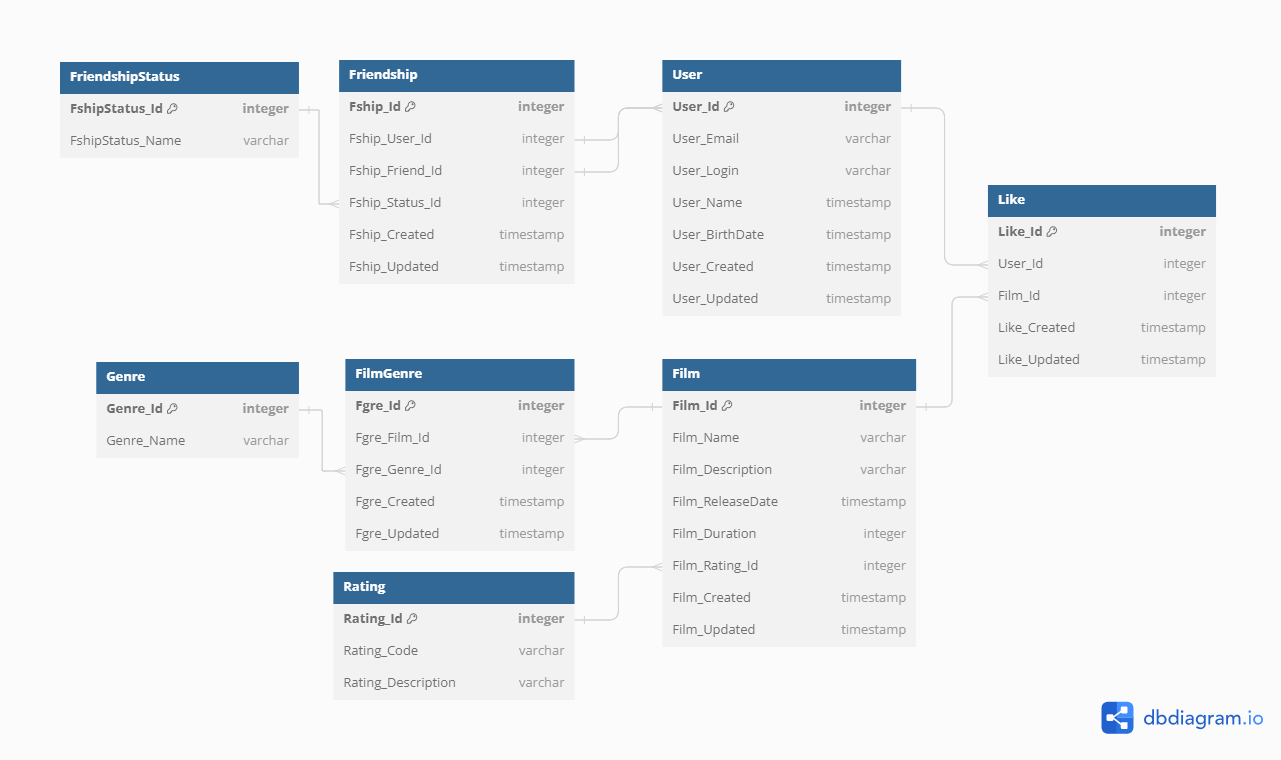 FriendshipStatus
FshipStatus_Id integer
FshipStatus_Name varchar
Friendship
Fship_Id integer
Fship_User_Id integer
Fship_Friend_Id integer
Fship_Status_Id integer
Fship_Created timestamp
Fship_Updated timestamp
User
User_Id integer
User_Email varchar
User_Login varchar
User_Name timestamp
User_BirthDate timestamp
User_Created timestamp
User_Updated timestamp
Like
Like_Id integer
User_Id integer
Film_Id integer
Like_Created timestamp
Like_Updated timestamp
Genre
Genre_Id integer
Genre_Name varchar
FilmGenre
Fgre_Id integer
Fgre_Film_Id integer
Fgre_Genre_Id integer
Fgre_Created timestamp
Fgre_Updated timestamp
Film
Film_Id integer
Film_Name varchar
Film_Description varchar
Film_ReleaseDate timestamp
Film_Duration integer
Film_Rating_Id integer
Film_Created timestamp
Film_Updated timestamp
Rating
Rating_Id integer
Rating_Code varchar
Rating_Description varchar
dbdiagram.io